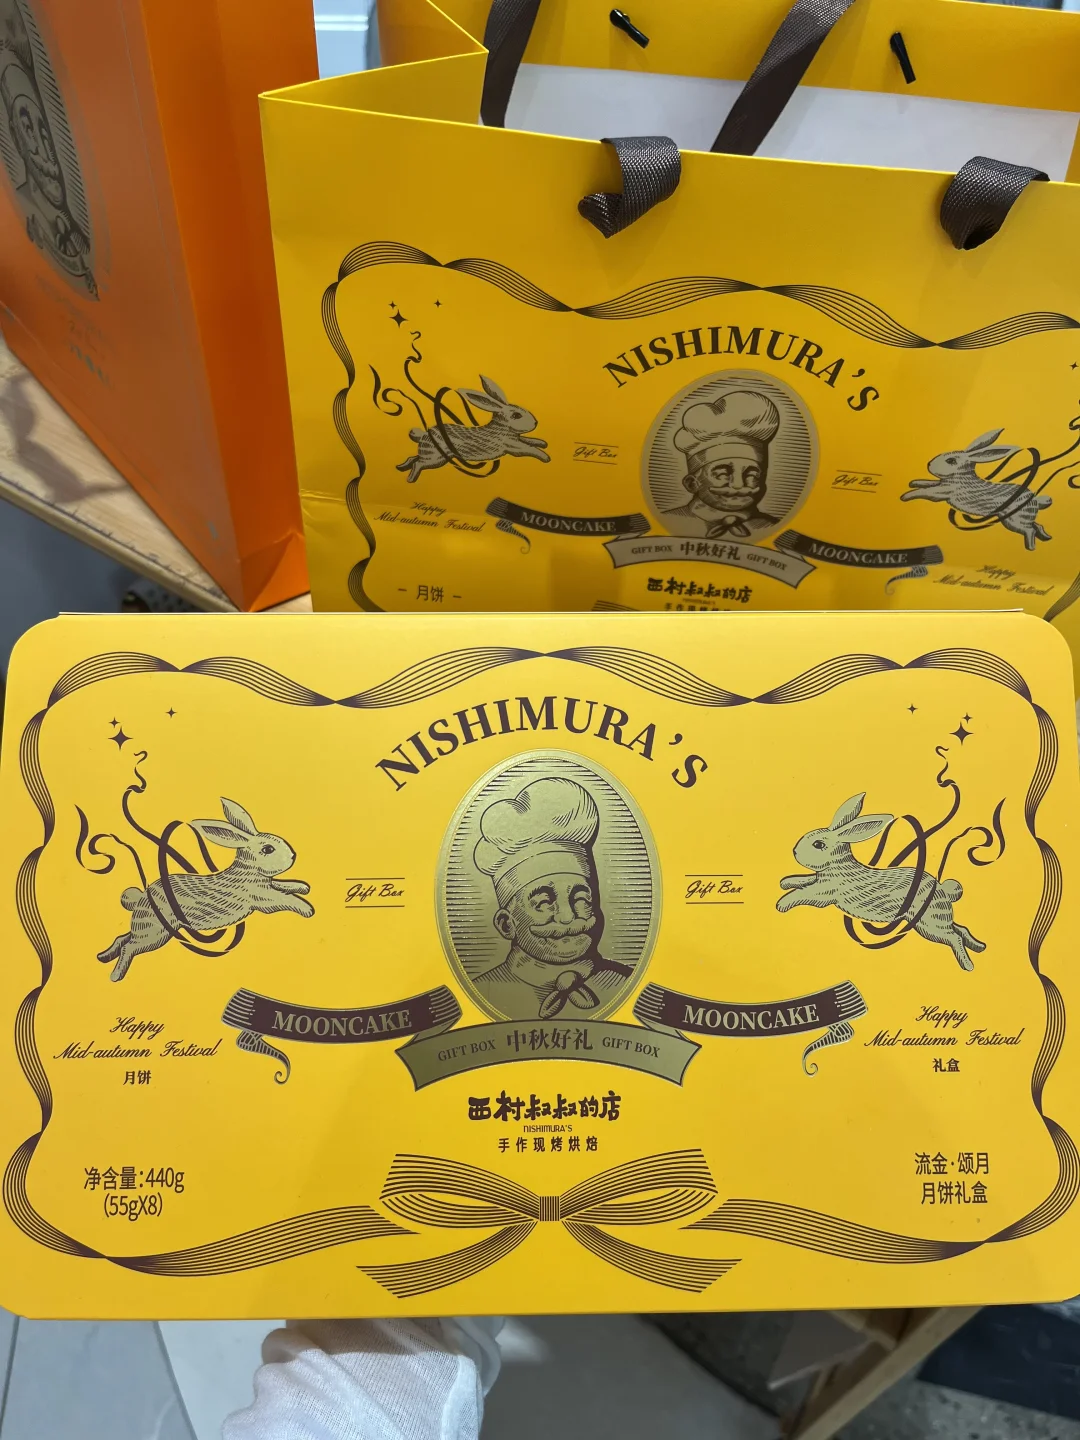 NISHIMURA'S
Gift Box
Gift Box
MOONCAKE
MOONCAKE
GIFT BOX 中秋好礼 GIFT BOX
Happy
Mid-autumn Festival
Happy
Mid-autumn Festival
– 月饼 –
西村叔叔的店
NISHIMURA'S
Gift Box
Gift Box
MOONCAKE
MOONCAKE
GIFT BOX 中秋好礼 GIFT BOX
Happy
Mid-autumn Festival
月饼
Happy
Mid-autumn Festival
礼盒
西村叔叔的店
NISHIMURA'S
手作现烤烘焙
净含量:440g
(55gX8)
流金·颂月
月饼礼盒